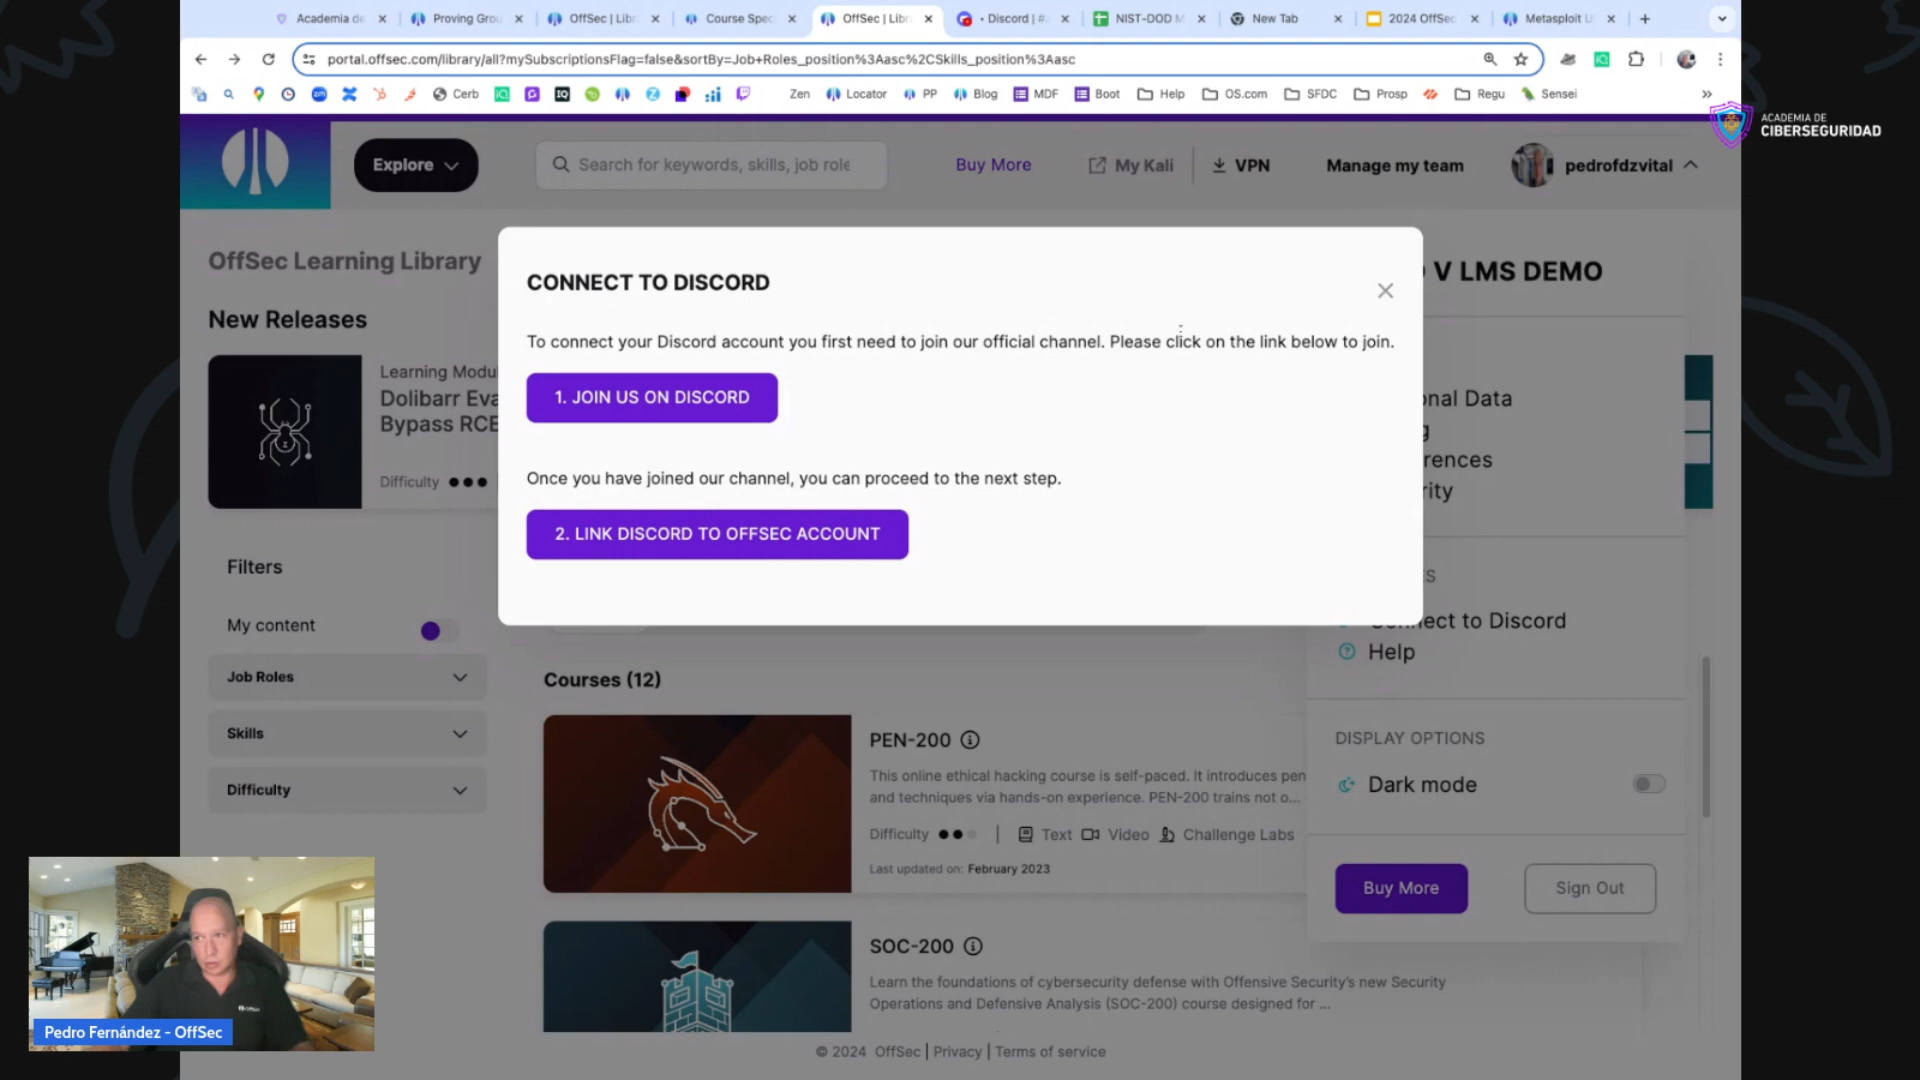 Academia de
Proving Grou
OffSec | Libr
Course Spec
OffSec | Libr
• Discord | #
NIST-DOD M
New Tab
2024 OffSec
Metasploit U
portal.offsec.com/library/all?mySubscriptionsFlag=false&sortBy=Job+Roles_position%3Aasc%2CSkills_position%3Aasc
Cerb
Zen
Locator
PP
Blog
MDF
Boot
Help
OS.com
SFDC
Prosp
Regu
Sensei
ACADEMIA DE
CIBERSEGURIDAD
Explore
Search for keywords, skills, job role
Buy More
My Kali
VPN
Manage my team
pedrofdzvital
OffSec Learning Library
New Releases
Learning Modu
Dolibarr Eva
Bypass RCE
Difficulty
CONNECT TO DISCORD
To connect your Discord account you first need to join our official channel. Please click on the link below to join.
1. JOIN US ON DISCORD
Once you have joined our channel, you can proceed to the next step.
2. LINK DISCORD TO OFFSEC ACCOUNT
V LMS DEMO
onal Data
g
rences
rity
S
Connect to Discord
Help
DISPLAY OPTIONS
Dark mode
Buy More
Sign Out
Filters
My content
Job Roles
Skills
Difficulty
Courses (12)
PEN-200
This online ethical hacking course is self-paced. It introduces pen
and techniques via hands-on experience. PEN-200 trains not o...
Difficulty
Text
Video
Challenge Labs
Last updated on: February 2023
SOC-200
Learn the foundations of cybersecurity defense with Offensive Security's new Security
Operations and Defensive Analysis (SOC-200) course designed for ...
© 2024 OffSec | Privacy | Terms of service
OffSec
Pedro Fernández - OffSec